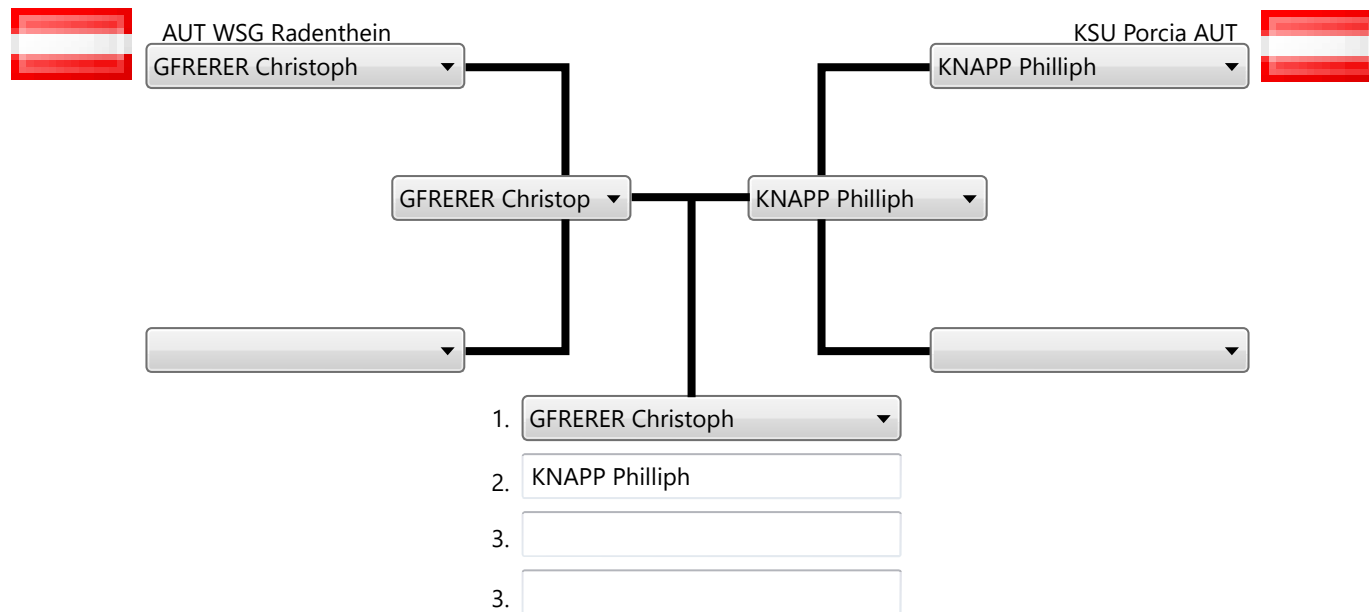 AUT WSG Radenthein
KSU Porcia AUT
GFRERER Christoph
KNAPP Philliph
GFRERER Christop
KNAPP Philliph
1. GFRERER Christoph
2. KNAPP Philliph
3.
3.